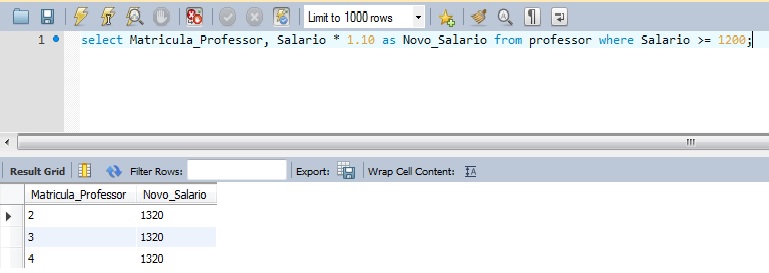 Limit to 1000 rows
1 select Matricula_Professor, Salario * 1.10 as Novo_Salario from professor where Salario >= 1200;
Result Grid Filter Rows: Export: Wrap Cell Content: IA
Matricula_Professor Novo_Salario
2 1320
3 1320
4 1320